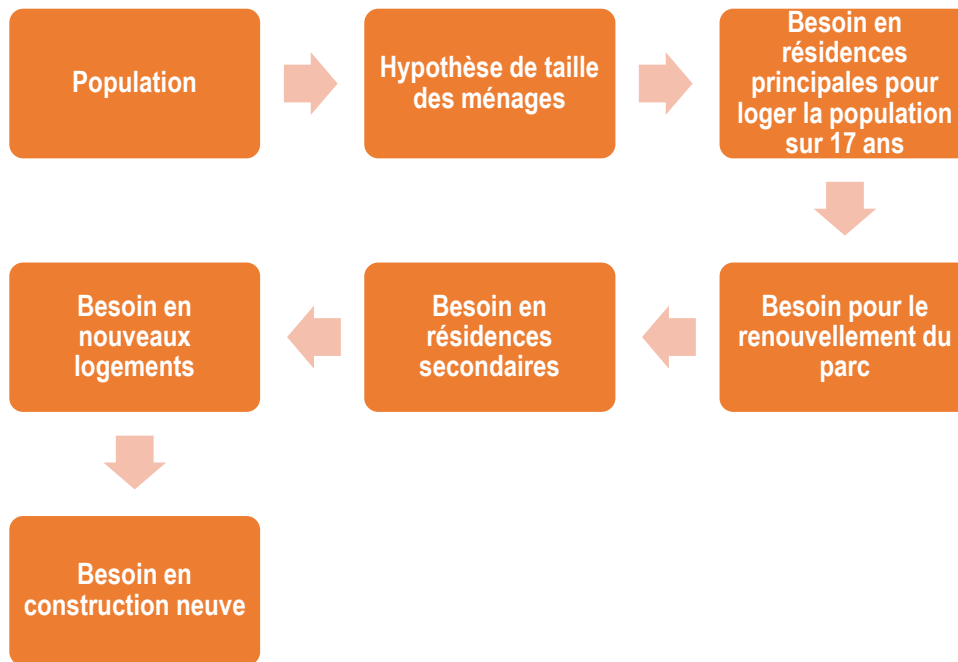 Population
Hypothèse de taille
des ménages
Besoin en
résidences
principales pour
loger la population
sur 17 ans
Besoin pour le
renouvellement du
parc
Besoin en
résidences
secondaires
Besoin en
nouveaux
logements
Besoin en
construction neuve